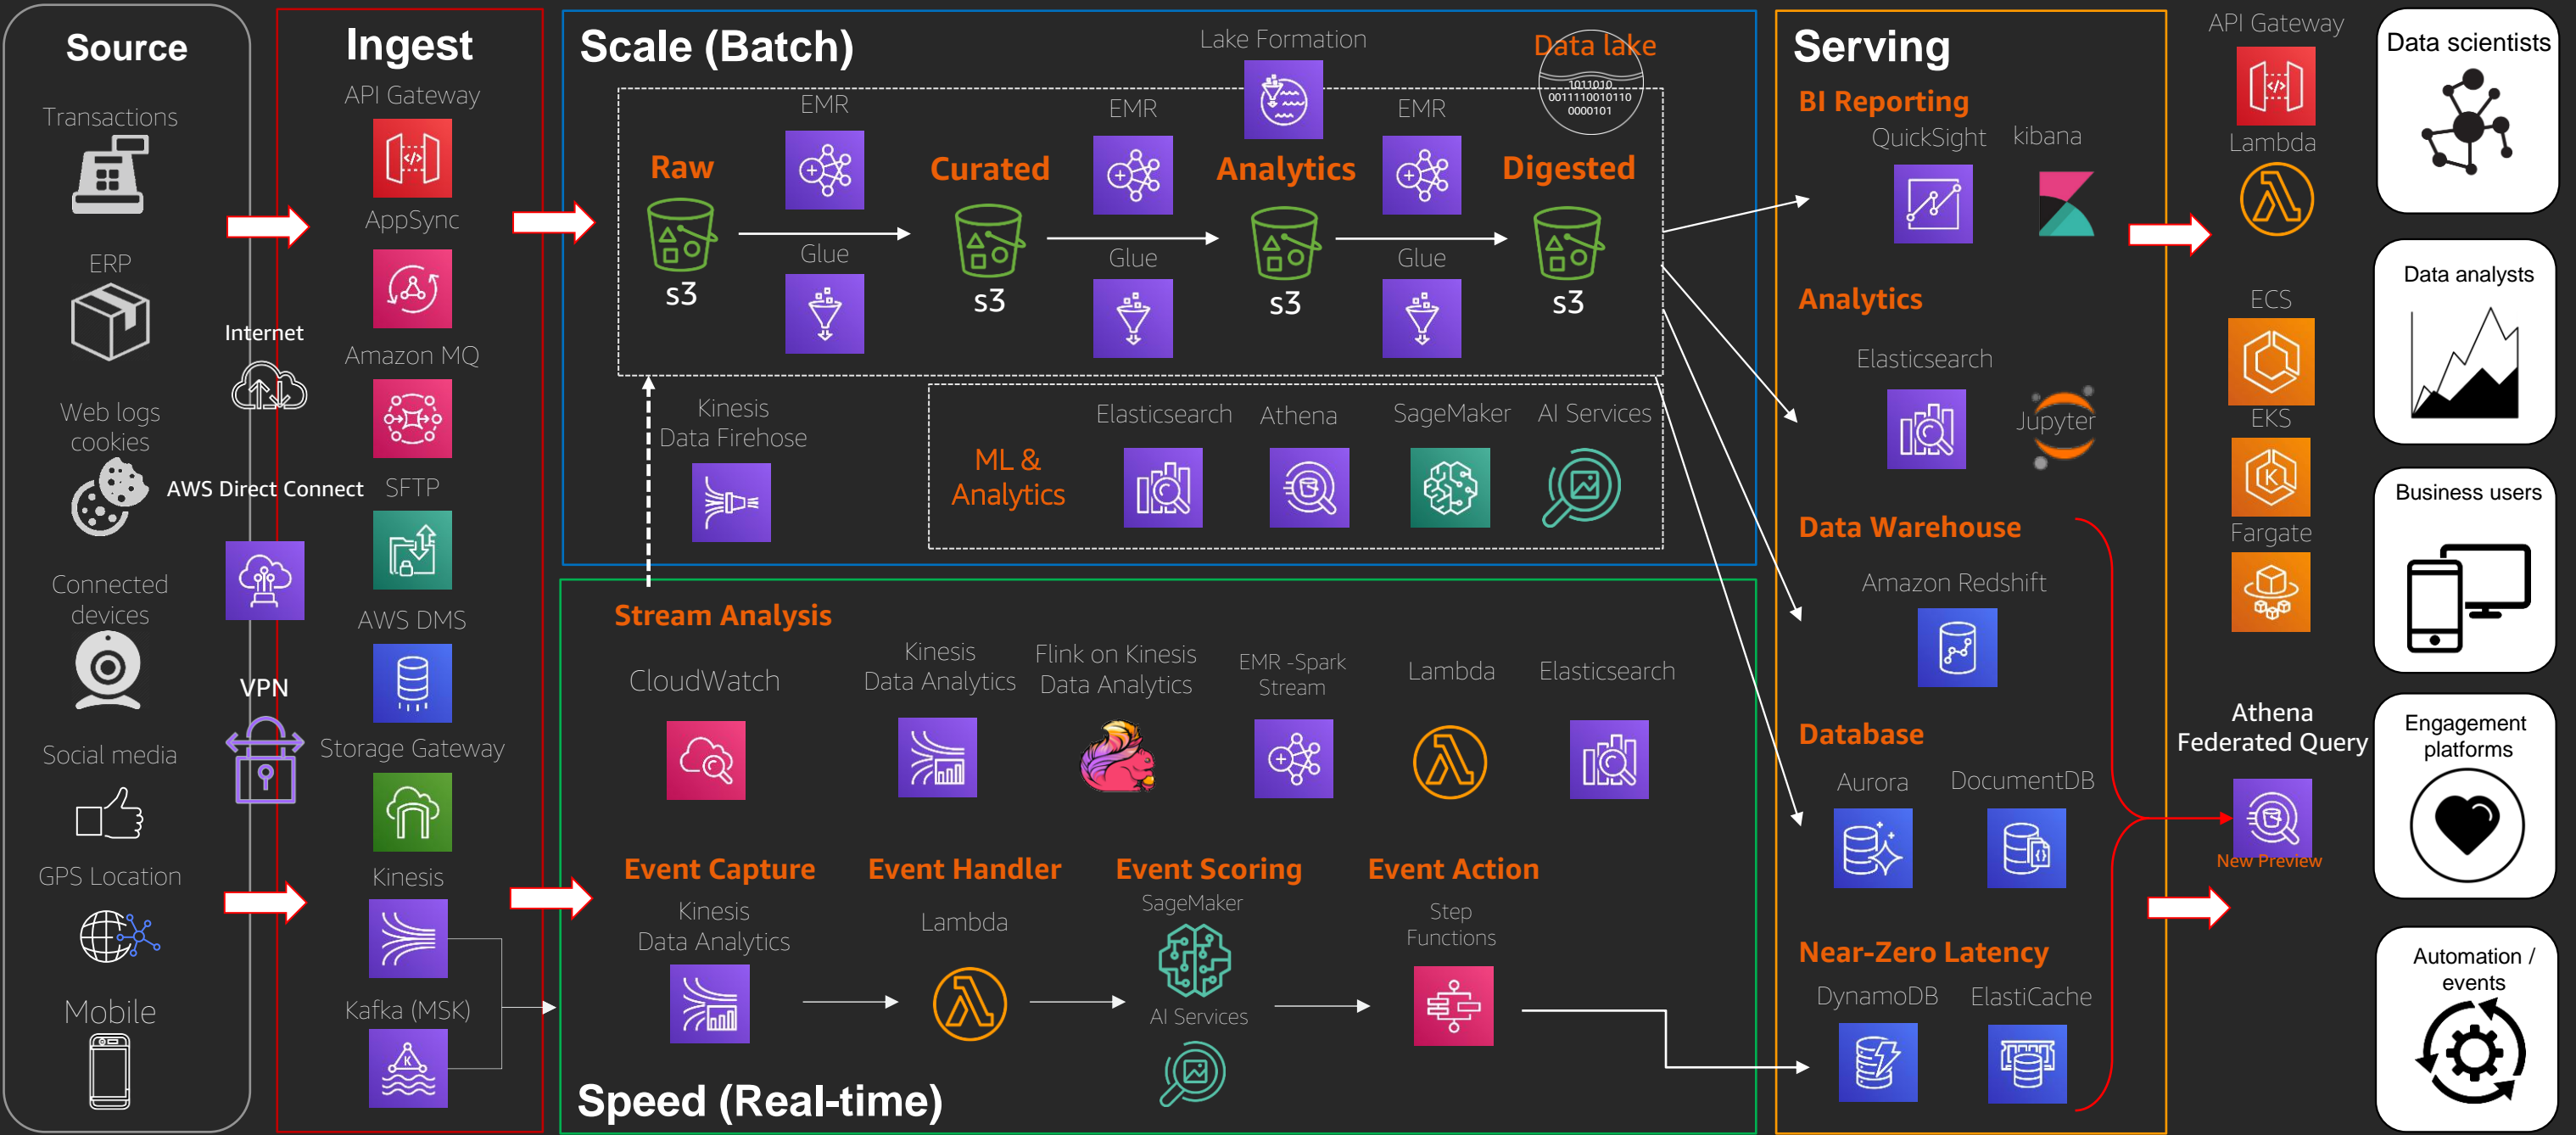 Source
Transactions
ERP
Web logs
cookies
Connected
devices
Social media
GPS Location
Mobile
Internet
AWS Direct Connect
VPN
Ingest
API Gateway
AppSync
Amazon MQ
SFTP
AWS DMS
Storage Gateway
Kinesis
Kafka (MSK)
K
Scale (Batch)
Lake Formation
Data lake
1011010
0011110010110
0000101
EMR
EMR
EMR
Raw
Curated
Analytics
Digested
Glue
Glue
Glue
s3
s3
s3
s3
Kinesis
Data Firehose
ML &
Analytics
Elasticsearch
Athena
SageMaker
AI Services
Stream Analysis
CloudWatch
Kinesis
Data Analytics
Flink on Kinesis
Data Analytics
EMR -Spark
Stream
Lambda
Elasticsearch
Event Capture
Event Handler
Event Scoring
Event Action
Kinesis
Data Analytics
Lambda
SageMaker
AI Services
Step
Functions
Speed (Real-time)
Serving
BI Reporting
QuickSight
kibana
Analytics
Elasticsearch
Jupyter
Data Warehouse
Amazon Redshift
Database
Aurora
DocumentDB
Near-Zero Latency
DynamoDB
ElastiCache
API Gateway
Lambda
ECS
EKS
K
Fargate
Athena
Federated Query
New Preview
Data scientists
Data analysts
Business users
Engagement
platforms
Automation /
events